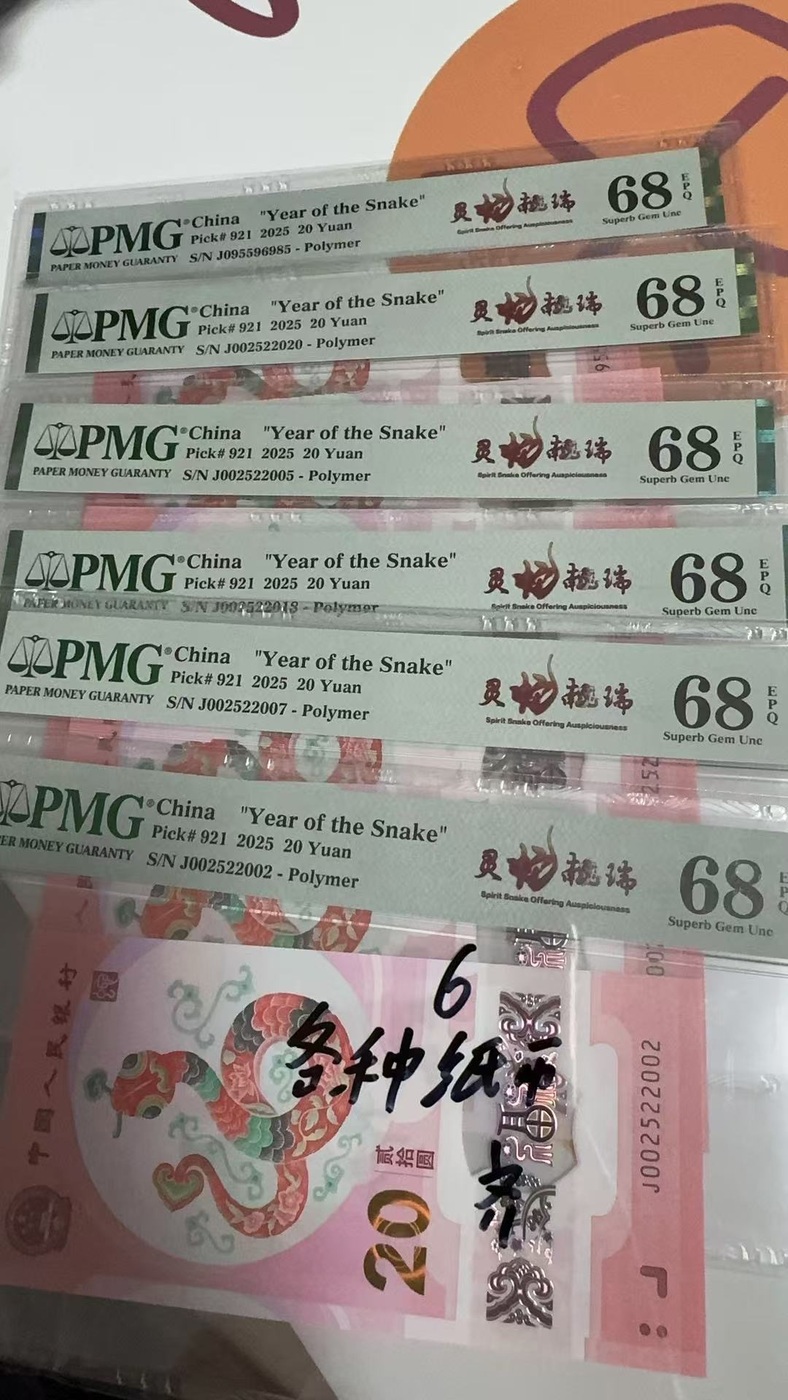 PMG® China "Year of the Snake" 灵蛇献瑞 68 EPQ
Pick# 921 2025 20 Yuan Spirit Snake Offering Auspiciousness Superb Gem Unc
PAPER MONEY GUARANTY S/N J095596985 - Polymer
PMG® China "Year of the Snake" 灵蛇献瑞 68 EPQ
Pick# 921 2025 20 Yuan Spirit Snake Offering Auspiciousness Superb Gem Unc
PAPER MONEY GUARANTY S/N J002522020 - Polymer
PMG® China "Year of the Snake" 灵蛇献瑞 68 EPQ
Pick# 921 2025 20 Yuan Spirit Snake Offering Auspiciousness Superb Gem Unc
PAPER MONEY GUARANTY S/N J002522005 - Polymer
PMG® China "Year of the Snake" 灵蛇献瑞 68 EPQ
Pick# 921 2025 20 Yuan Spirit Snake Offering Auspiciousness Superb Gem Unc
PAPER MONEY GUARANTY S/N J002522018 - Polymer
PMG® China "Year of the Snake" 灵蛇献瑞 68 EPQ
Pick# 921 2025 20 Yuan Spirit Snake Offering Auspiciousness Superb Gem Unc
PAPER MONEY GUARANTY S/N J002522007 - Polymer
PMG® China "Year of the Snake" 灵蛇献瑞 68
Pick# 921 2025 20 Yuan Spirit Snake Offering Auspiciousness Superb Gem Unc
ER MONEY GUARANTY S/N J002522002 - Polymer
6
各种纸币
齐
中国人民银行
贰拾圆
20
J002522002